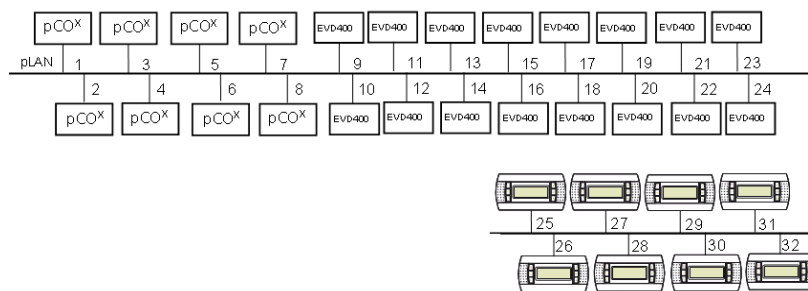 pCOX pCOX pCOX pCOX EVD400 EVD400 EVD400 EVD400 EVD400 EVD400 EVD400 EVD400
pLAN 1 3 5 7 9 11 13 15 17 19 21 23
2 4 6 8 10 12 14 16 18 20 22 24
pCOX pCOX pCOX pCOX EVD400 EVD400 EVD400 EVD400 EVD400 EVD400 EVD400 EVD400
25 27 29 31
26 28 30 32